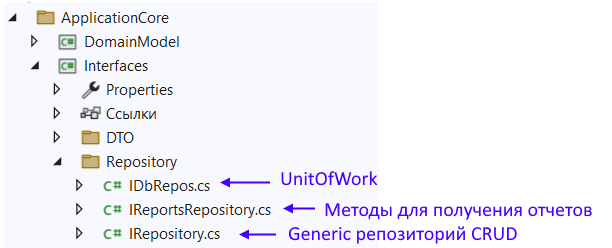 ApplicationCore
C# DomainModel
C# Interfaces
Properties
Ссылки
DTO
Repository
C# IDbRepos.cs UnitOfWork
C# IReportsRepository.cs Методы для получения отчетов
C# IRepository.cs Generic репозиторий CRUD